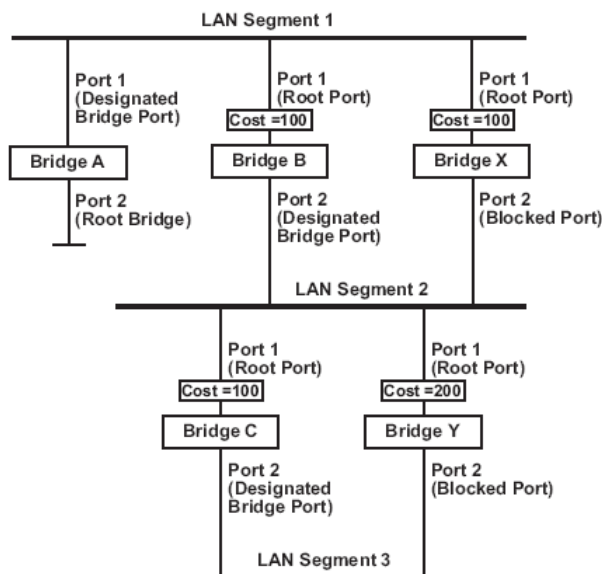 LAN Segment 1
Port 1
(Designated
Bridge Port)
Port 1
(Root Port)
Port 1
(Root Port)
Cost =100
Cost =100
Bridge A
Bridge B
Bridge X
Port 2
(Root Bridge)
Port 2
(Designated
Bridge Port)
Port 2
(Blocked Port)
LAN Segment 2
Port 1
(Root Port)
Port 1
(Root Port)
Cost =100
Cost =200
Bridge C
Bridge Y
Port 2
(Designated
Bridge Port)
Port 2
(Blocked Port)
LAN Segment 3